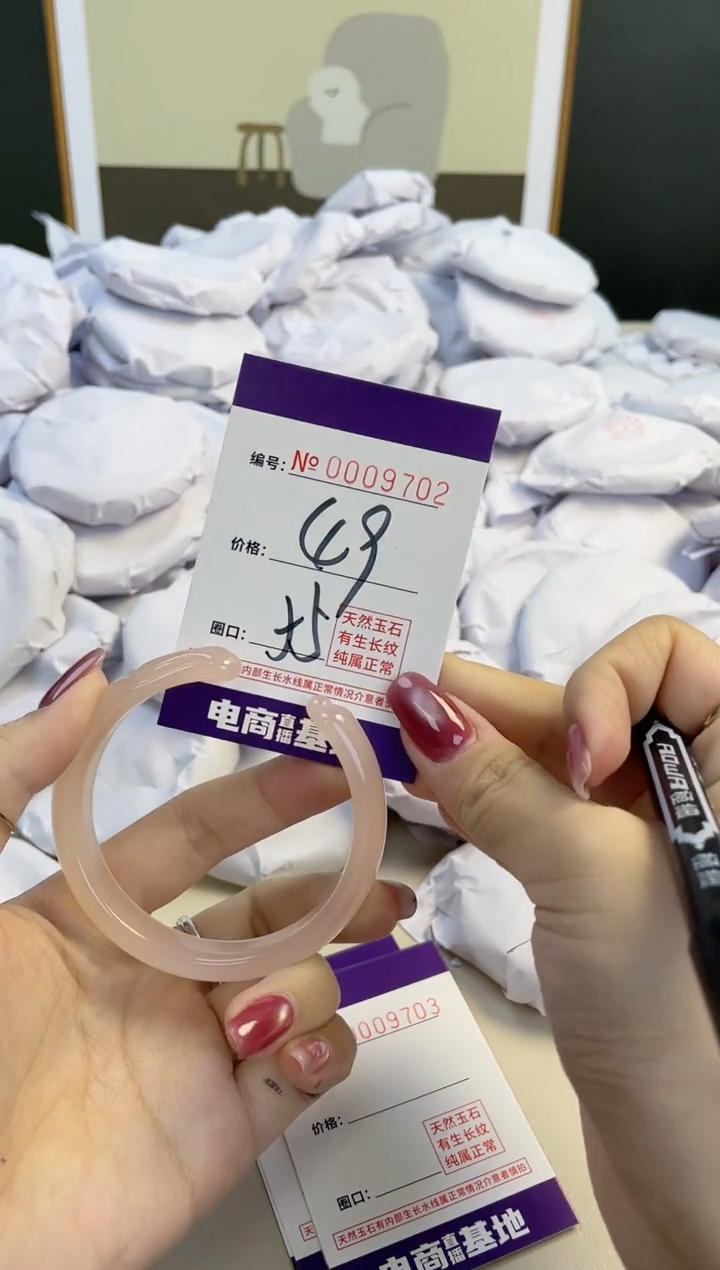 编号: № 0009702
价格: 49
圈口:
天然玉石
有生长纹
纯属正常
内部生长水线属正常情况介意者慎
电商直播基
0009703
价格:
天然玉石
有生长纹
纯属正常
圈口:
天然玉石有内部生长水线属正常情况介意者慎拍
电商直播基地